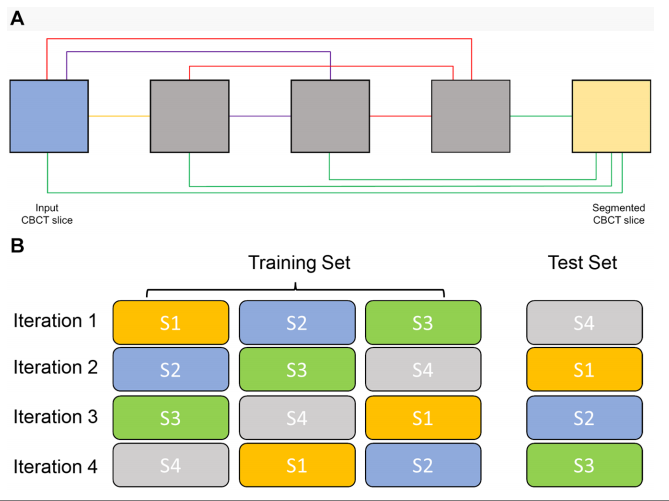 A
Input
CBCT slice
Segmented
CBCT slice
B
Training Set
Test Set
Iteration 1
S1
S2
S3
S4
Iteration 2
S2
S3
S4
S1
Iteration 3
S3
S4
S1
S2
Iteration 4
S4
S1
S2
S3